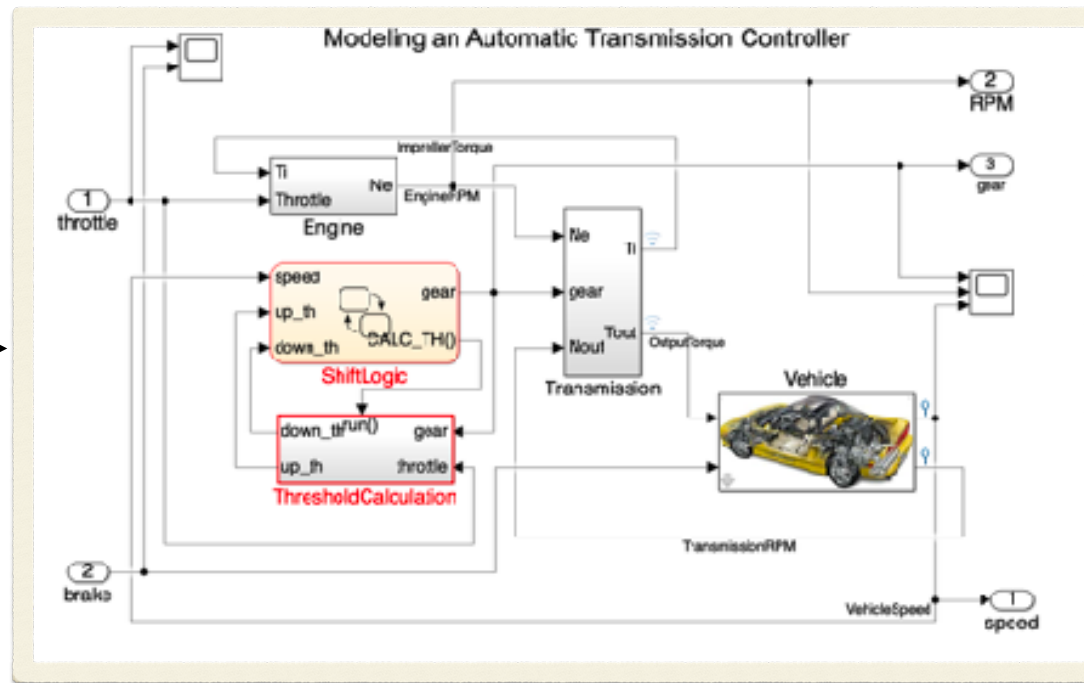 Modeling an Automatic Transmission Controller
2
RPM
ImpellerTorque
3
gear
Ti
Ne
Throttle
EngineRPM
Engine
1
throttle
Ne
Ti
gear
Tout
Nout
OutputTorque
Transmission
speed
up_th
down_th
gear
CALC_TH()
ShiftLogic
Vehicle
down_th
run()
gear
up_th
throttle
ThresholdCalculation
TransmissionRPM
2
brake
VehicleSpeed
1
speed